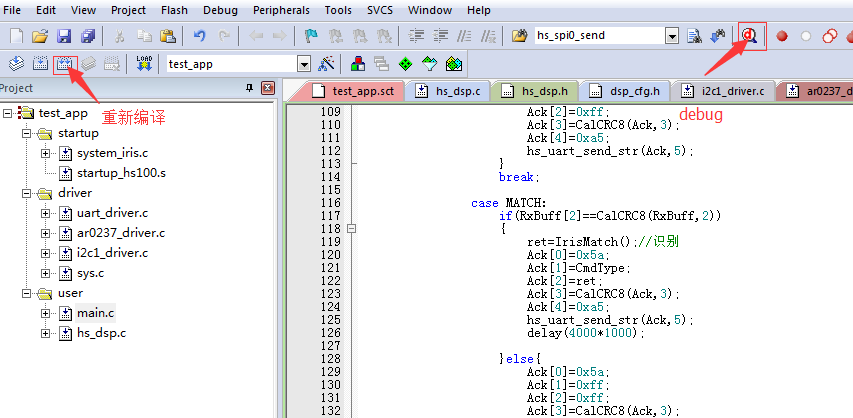 File Edit View Project Flash Debug Peripherals Tools SVCS Window Help
hs_spi0_send
LOAD
test_app
Project
test_app.sct hs_dsp.c hs_dsp.h dsp_cfg.h i2c1_driver.c ar0237_driver
重新编译
debug
test_app
startup
system_iris.c
startup_hs100.s
driver
uart_driver.c
ar0237_driver.c
i2c1_driver.c
sys.c
user
main.c
hs_dsp.c
109 Ack[2]=0xff;
110 Ack[3]=CalCRC8(Ack,3);
111 Ack[4]=0xa5;
112 hs_uart_send_str(Ack,5);
113 }
114 break;
115
116 case MATCH:
117 if(RxBuff[2]==CalCRC8(RxBuff,2))
118 {
119 ret=IrisMatch();//识别
120 Ack[0]=0x5a;
121 Ack[1]=CmdType;
122 Ack[2]=ret;
123 Ack[3]=CalCRC8(Ack,3);
124 Ack[4]=0xa5;
125 hs_uart_send_str(Ack,5);
126 delay(4000*1000);
127
128 }else{
129 Ack[0]=0x5a;
130 Ack[1]=0xff;
131 Ack[2]=0xff;
132 Ack[3]=CalCRC8(Ack,3);